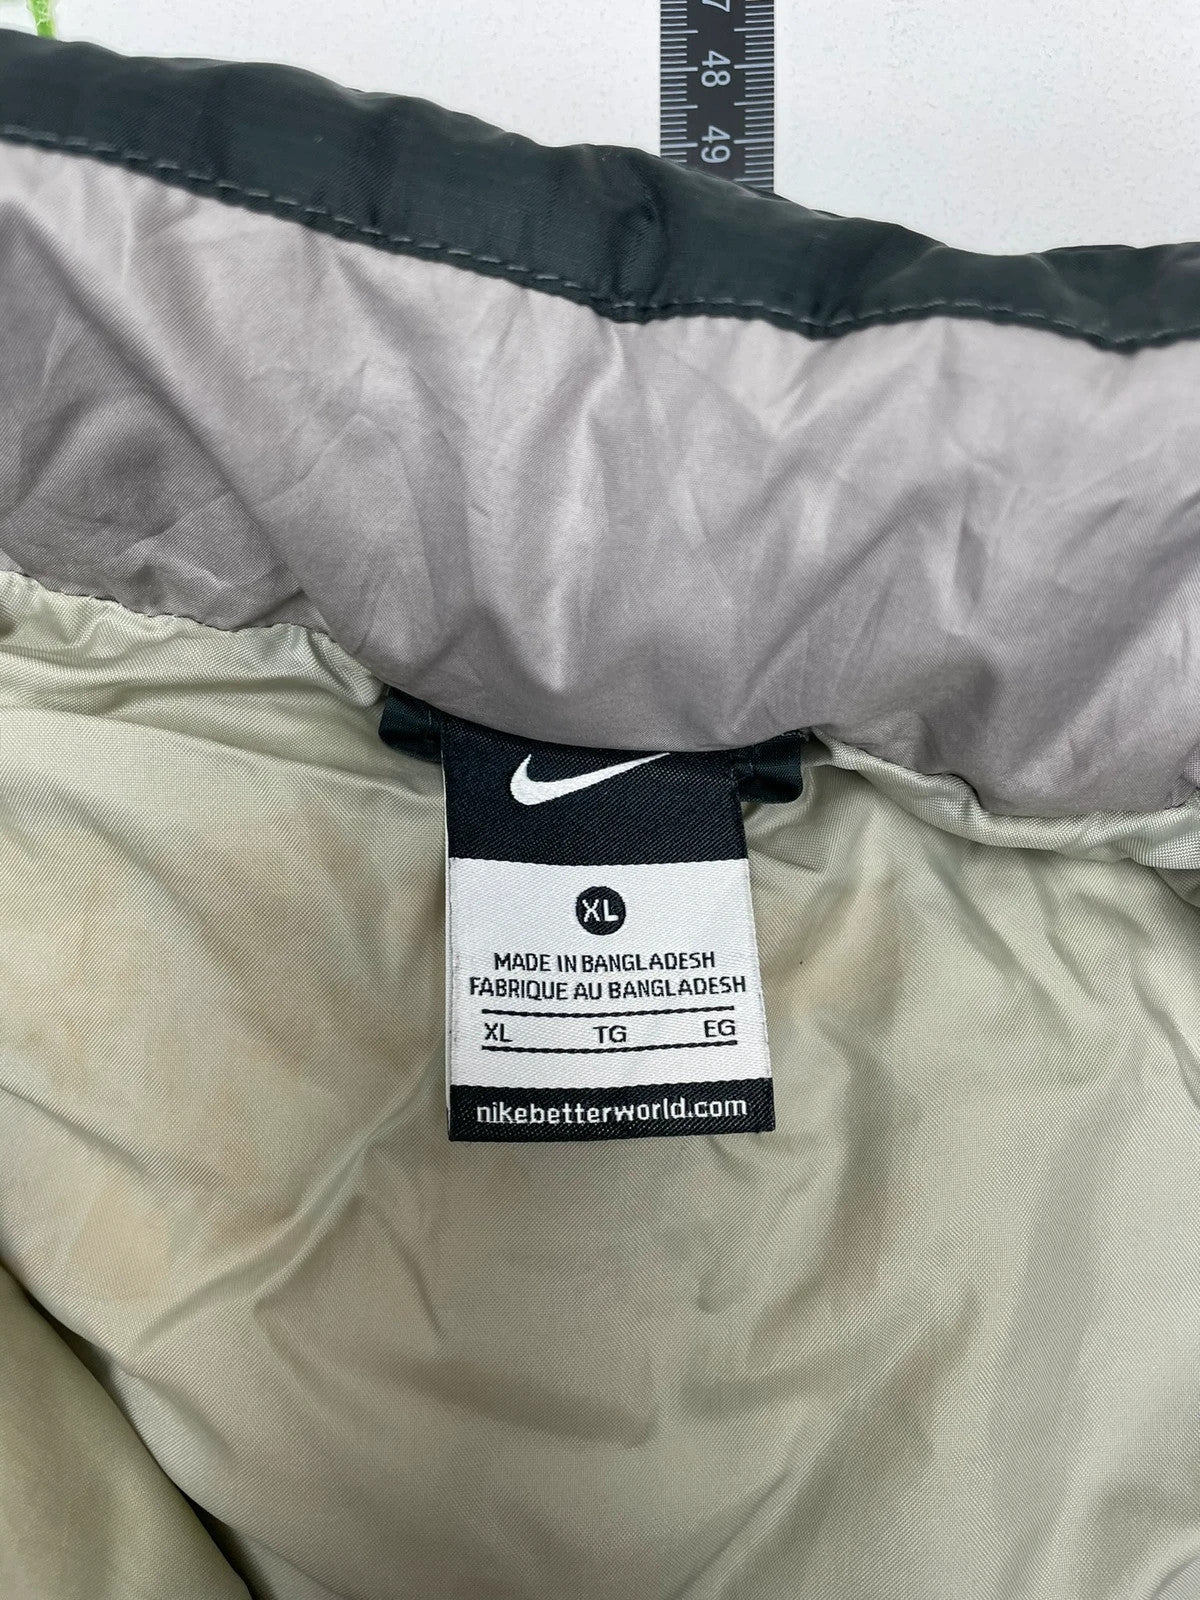 48
49
XL
MADE IN BANGLADESH
FABRIQUE AU BANGLADESH
XL TG EG
nikebetterworld.com